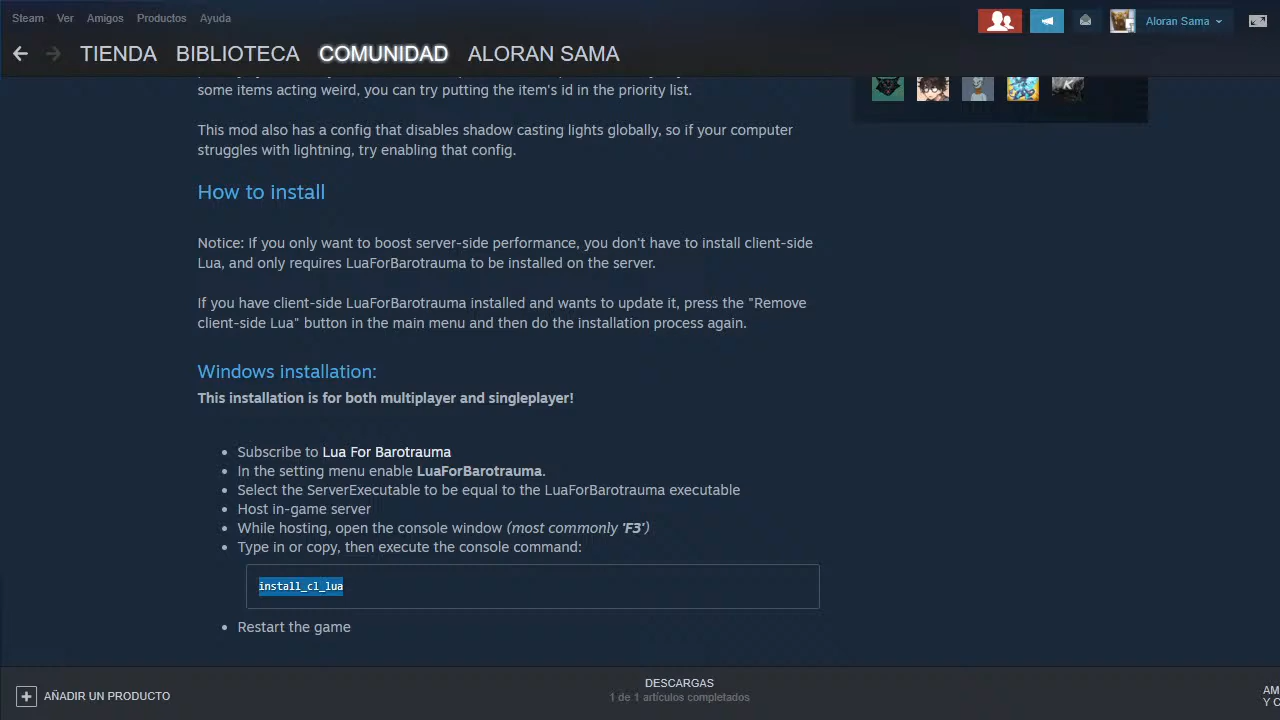 Steam Ver Amigos Productos Ayuda
Aloran Sama
TIENDA BIBLIOTECA COMUNIDAD ALORAN SAMA
some items acting weird, you can try putting the item's id in the priority list.
This mod also has a config that disables shadow casting lights globally, so if your computer
struggles with lightning, try enabling that config.
How to install
Notice: If you only want to boost server-side performance, you don't have to install client-side
Lua, and only requires LuaForBarotrauma to be installed on the server.
If you have client-side LuaForBarotrauma installed and wants to update it, press the "Remove
client-side Lua" button in the main menu and then do the installation process again.
Windows installation:
This installation is for both multiplayer and singleplayer!
Subscribe to Lua For Barotrauma
In the setting menu enable LuaForBarotrauma.
Select the ServerExecutable to be equal to the LuaForBarotrauma executable
Host in-game server
While hosting, open the console window (most commonly 'F3')
Type in or copy, then execute the console command:
install_cl_lua
Restart the game
AÑADIR UN PRODUCTO
DESCARGAS
1 de 1 artículos completados
AM
Y C